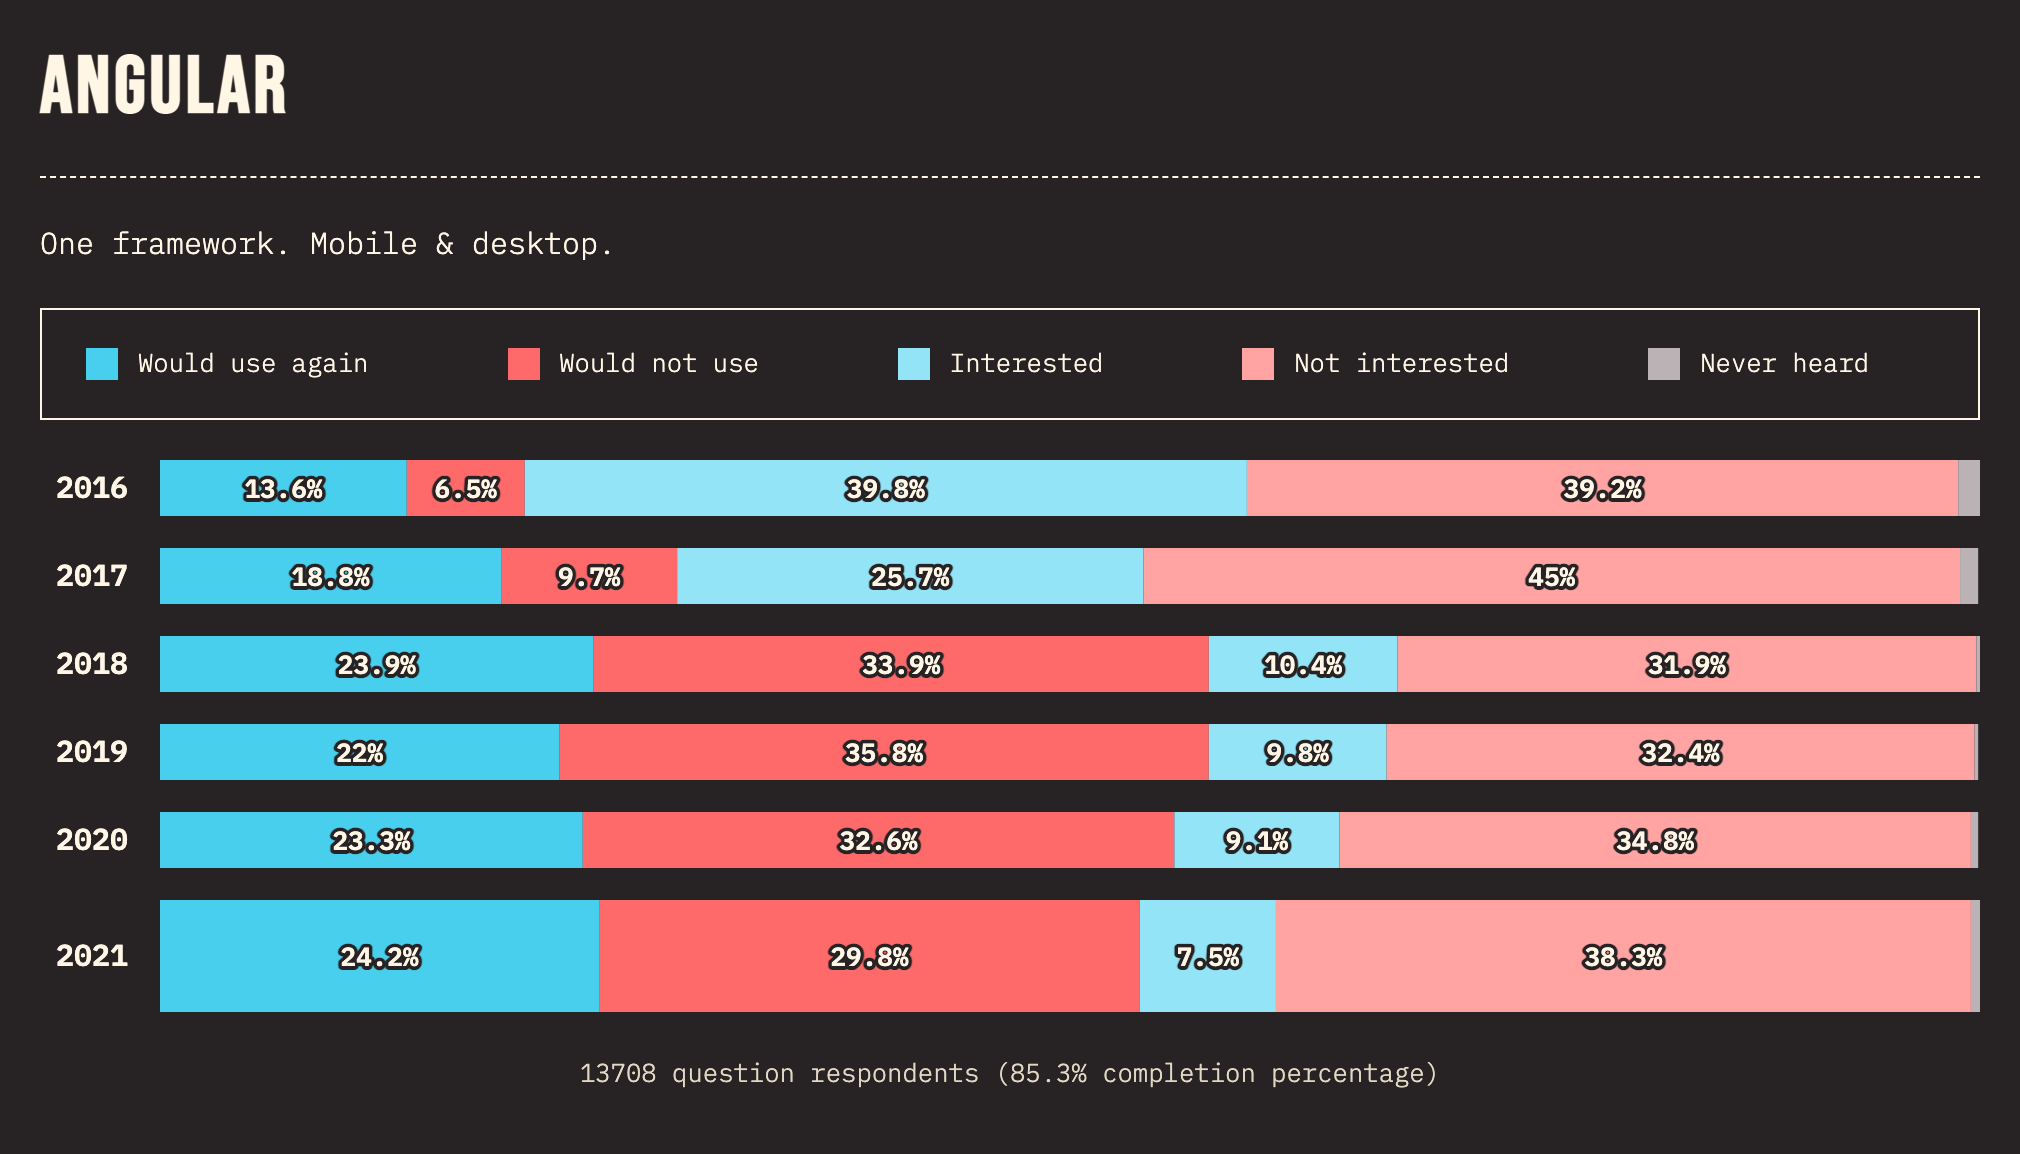 ANGULAR
One framework. Mobile & desktop.
Would use again Would not use Interested Not interested Never heard
2016 13.6% 6.5% 39.8% 39.2%
2017 18.8% 9.7% 25.7% 45%
2018 23.9% 33.9% 10.4% 31.9%
2019 22% 35.8% 9.8% 32.4%
2020 23.3% 32.6% 9.1% 34.8%
2021 24.2% 29.8% 7.5% 38.3%
13708 question respondents (85.3% completion percentage)